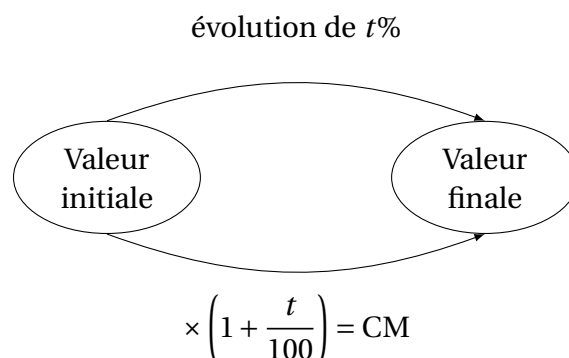 évolution de t%
Valeur
initiale
Valeur
finale
× (1 + t/100) = CM